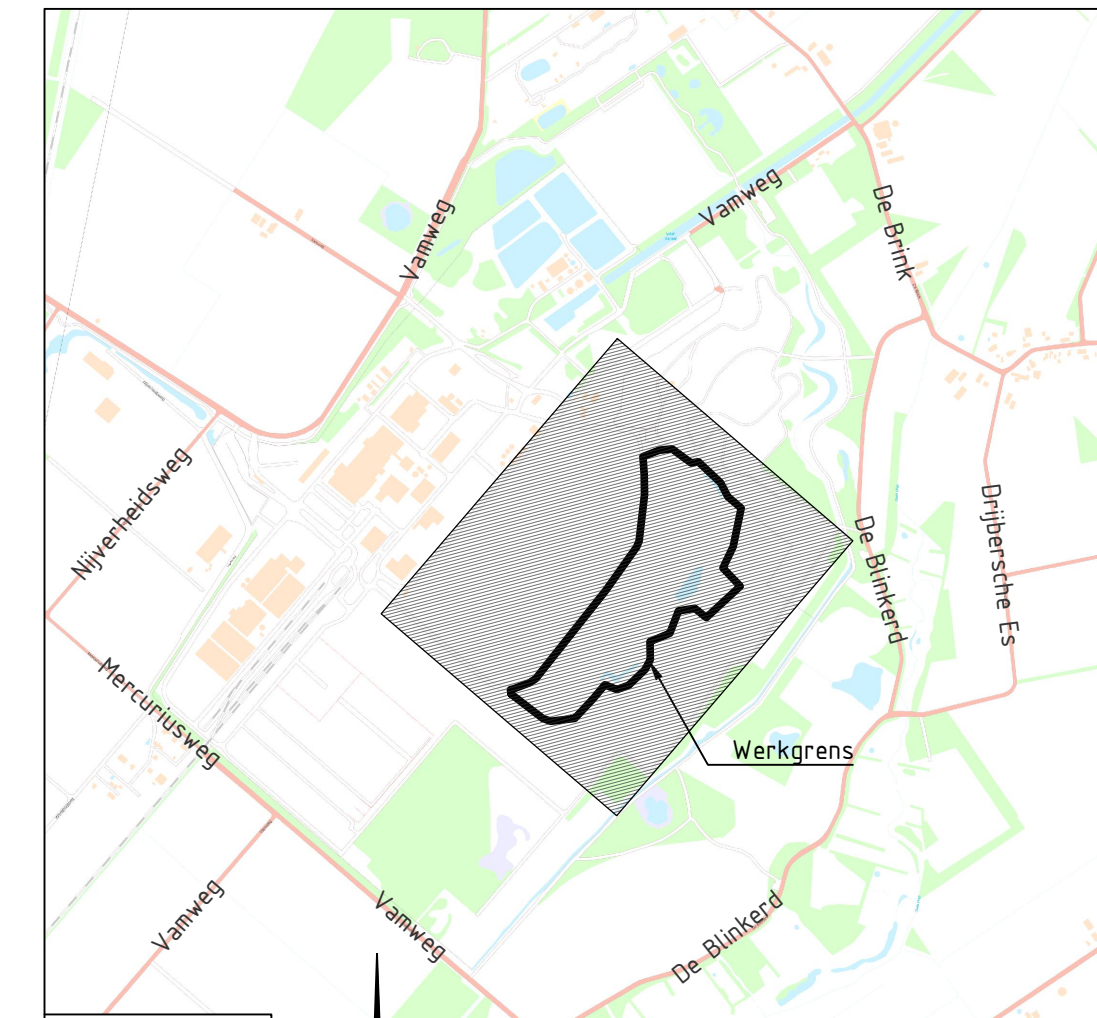 Vamweg
Vamweg
De Brink
Nijverheidsweg
De Blinkerd
Drijbersche Es
Mercuriusweg
Werkgrens
Vamweg
Vamweg
De Blinkerd